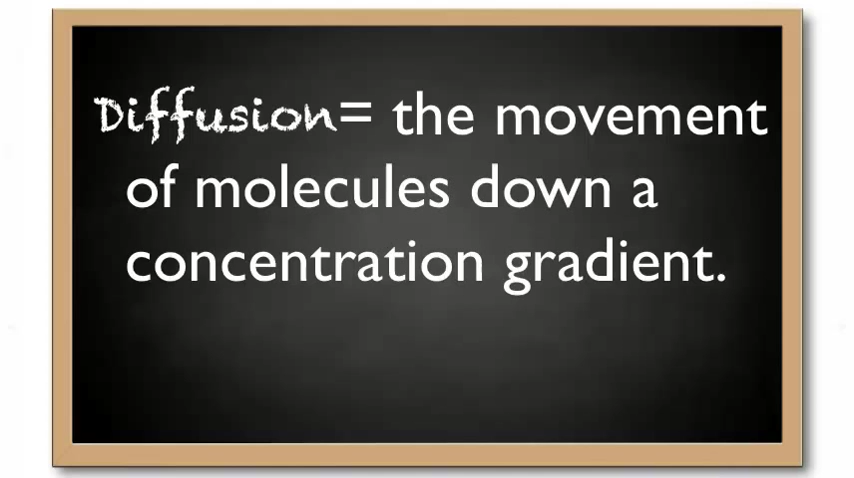 Diffusion= the movement
of molecules down a
concentration gradient.